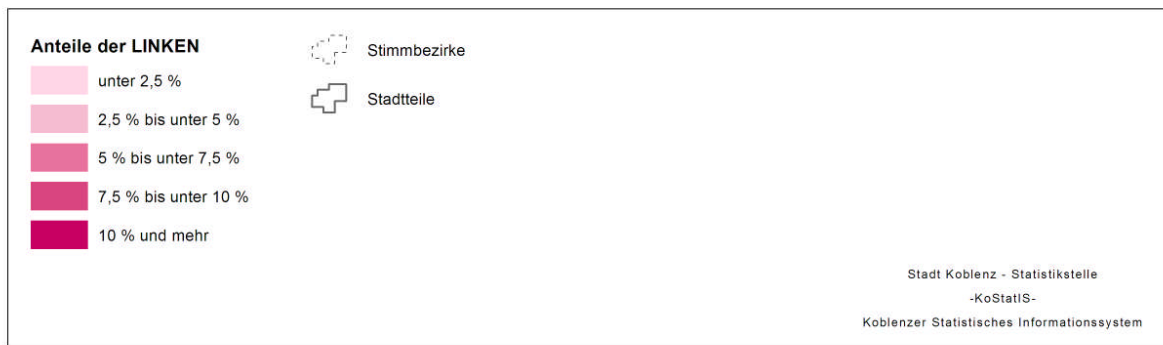 Anteile der LINKEN
unter 2,5 %
2,5 % bis unter 5 %
5 % bis unter 7,5 %
7,5 % bis unter 10 %
10 % und mehr
Stimmbezirke
Stadtteile
Stadt Koblenz - Statistikstelle
-KoStatIS-
Koblenzer Statistisches Informationssystem